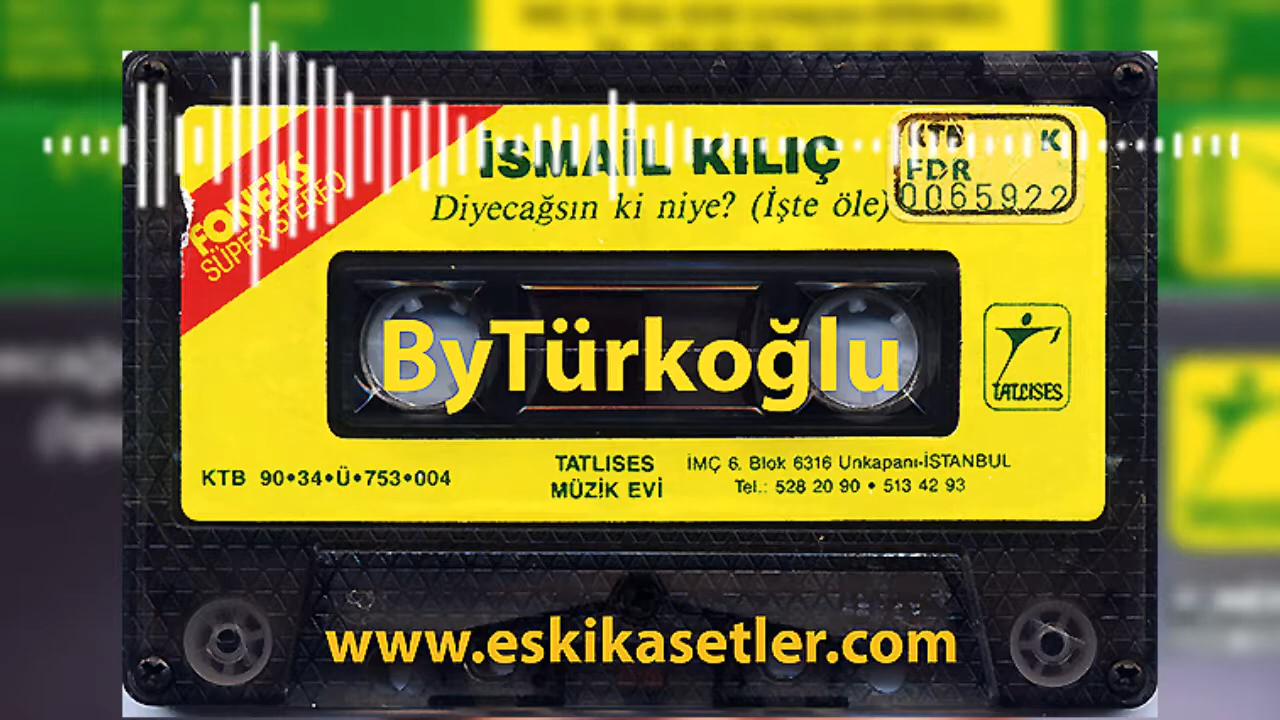 İSMAİL KILIÇ
Diyecağsın ki niye? (İşte öle)
KTB K
FDR
0065922
FONEKS
SÜPER STEREO
ByTürkoğlu
TATLISES
KTB 90•34•Ü•753•004
TATLISES
MÜZİK EVİ
İMÇ 6. Blok 6316 Unkapanı-İSTANBUL
Tel.: 528 20 90 • 513 42 93
www.eskikasetler.com